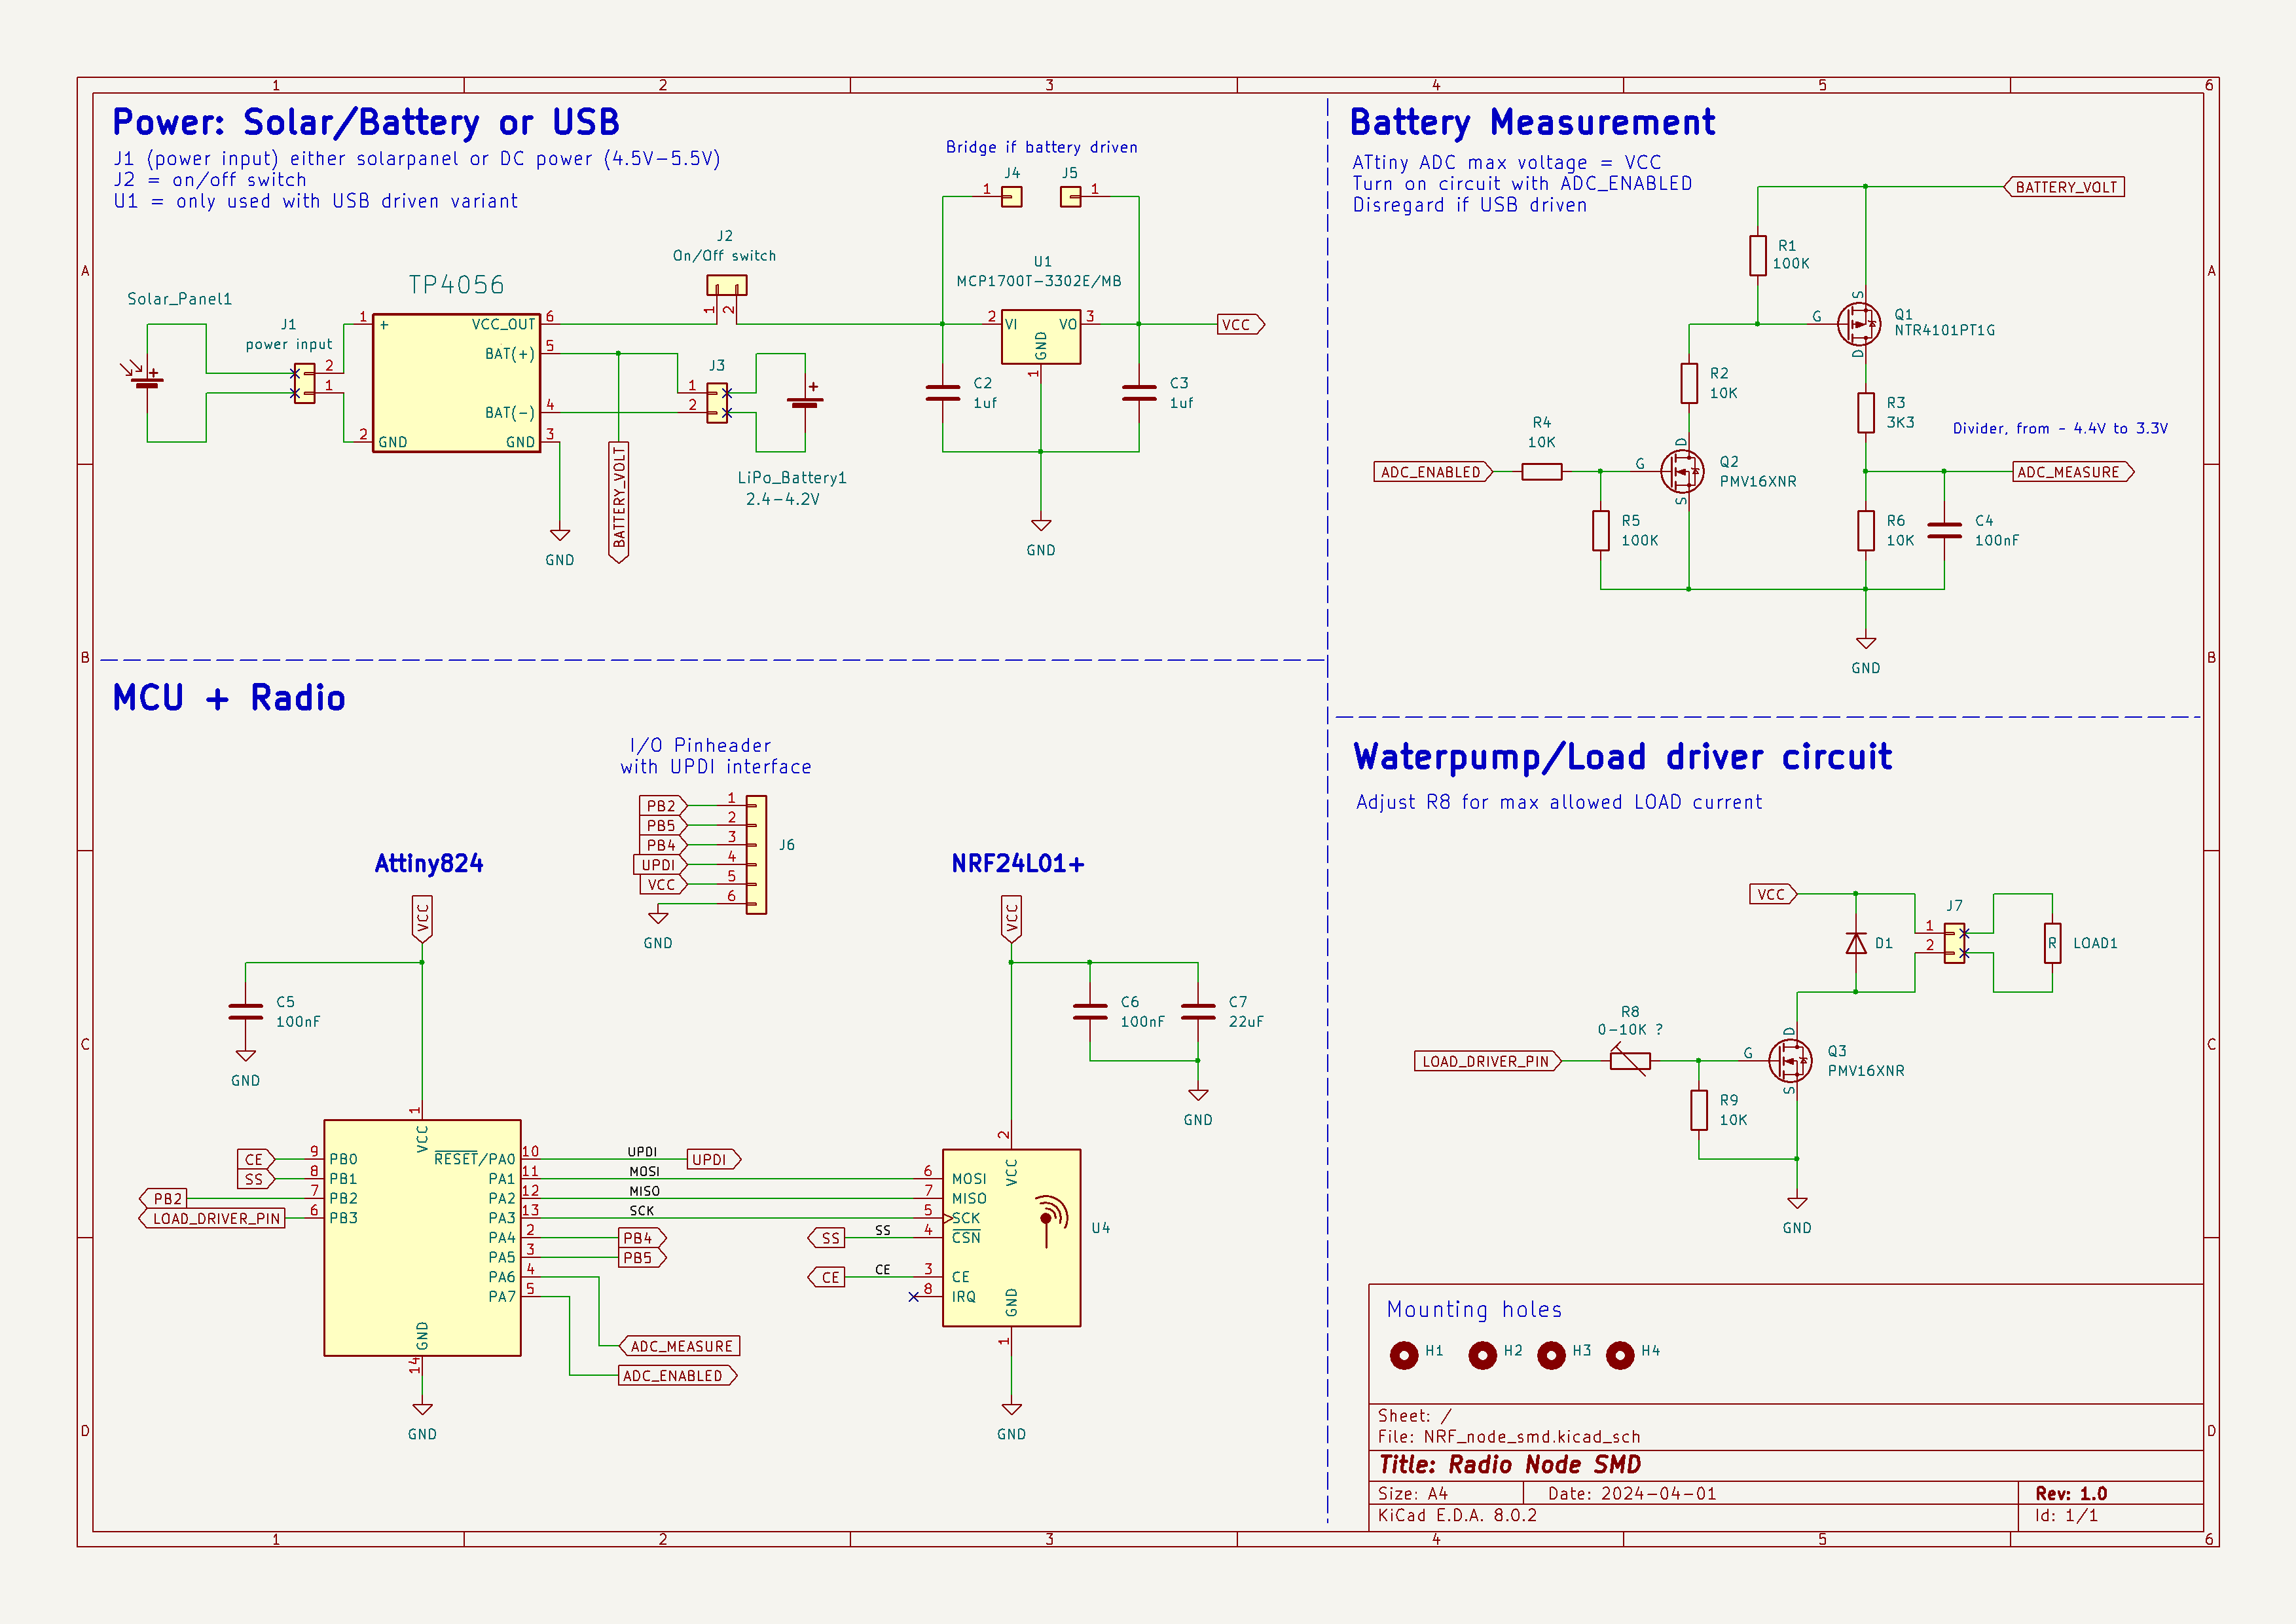 1 2 3 4 5 6
A
B
C
D
A
B
C
D
Power: Solar/Battery or USB
J1 (power input) either solarpanel or DC power (4.5V-5.5V)
J2 = on/off switch
U1 = only used with USB driven variant
Solar_Panel1
+
J1
power input
2
1
TP4056
1 +
2 GND
VCC_OUT 6
BAT(+) 5
BAT(-) 4
GND 3
GND
BATTERY_VOLT
J2
On/Off switch
1
2
J3
1
2
+
LiPo_Battery1
2.4-4.2V
Bridge if battery driven
J4
1
J5
1
U1
MCP1700T-3302E/MB
2 VI
VO 3
GND
1
VCC
C2
1uf
C3
1uf
GND
Battery Measurement
ATtiny ADC max voltage = VCC
Turn on circuit with ADC_ENABLED
Disregard if USB driven
BATTERY_VOLT
R1
100K
S
G
D
Q1
NTR4101PT1G
R2
10K
R3
3K3
Divider, from - 4.4V to 3.3V
R4
10K
ADC_ENABLED
G
D
S
Q2
PMV16XNR
ADC_MEASURE
R5
100K
R6
10K
C4
100nF
GND
MCU + Radio
I/O Pinheader
with UPDI interface
PB2 1
PB5 2
PB4 3
UPDI 4
VCC 5
6
J6
GND
Attiny824
VCC
C5
100nF
GND
1
VCC
CE 9 PB0
SS 8 PB1
PB2 7 PB2
LOAD_DRIVER_PIN 6 PB3
RESET/PA0 10 UPDI UPDI
PA1 11 MOSI
PA2 12 MISO
PA3 13 SCK
PA4 2 PB4
PA5 3 PB5
PA6 4
PA7 5
ADC_MEASURE
ADC_ENABLED
GND
14
GND
NRF24L01+
VCC
C6
100nF
C7
22uF
GND
2
VCC
6 MOSI
7 MISO
5 SCK
SS SS 4 CSN
CE CE 3 CE
8 IRQ
GND
1
U4
GND
Waterpump/Load driver circuit
Adjust R8 for max allowed LOAD current
VCC
D1
J7
1
2
R LOAD1
R8
0-10K ?
LOAD_DRIVER_PIN
G
D
S
Q3
PMV16XNR
R9
10K
GND
Mounting holes
H1 H2 H3 H4
Sheet: /
File: NRF_node_smd.kicad_sch
Title: Radio Node SMD
Size: A4 Date: 2024-04-01 Rev: 1.0
KiCad E.D.A. 8.0.2 Id: 1/1
1 2 3 4 5 6